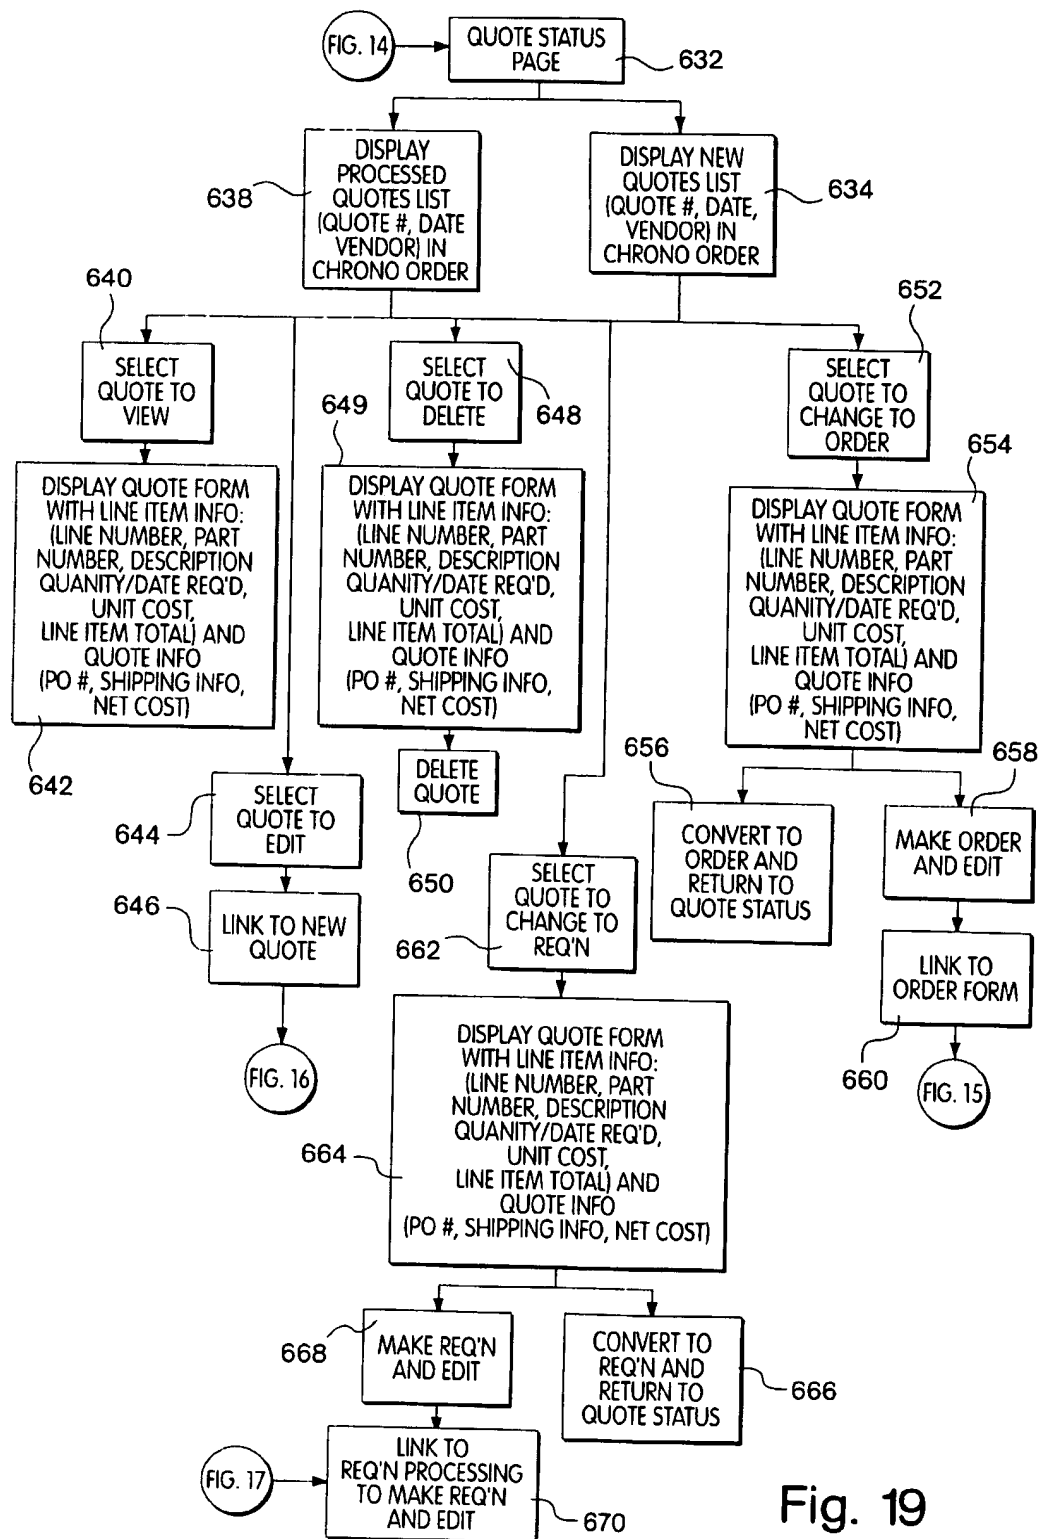 FIG. 14
QUOTE STATUS
PAGE
632
DISPLAY
PROCESSED
QUOTES LIST
(QUOTE #, DATE
VENDOR) IN
CHRONO ORDER
638
DISPLAY NEW
QUOTES LIST
(QUOTE #, DATE,
VENDOR) IN
CHRONO ORDER
634
640
SELECT
QUOTE TO
VIEW
SELECT
QUOTE TO
DELETE
648
652
SELECT
QUOTE TO
CHANGE TO
ORDER
DISPLAY QUOTE FORM
WITH LINE ITEM INFO:
(LINE NUMBER, PART
NUMBER, DESCRIPTION
QUANITY/DATE REQ'D,
UNIT COST,
LINE ITEM TOTAL) AND
QUOTE INFO
(PO #, SHIPPING INFO,
NET COST)
642
649
DISPLAY QUOTE FORM
WITH LINE ITEM INFO:
(LINE NUMBER, PART
NUMBER, DESCRIPTION
QUANITY/DATE REQ'D,
UNIT COST,
LINE ITEM TOTAL) AND
QUOTE INFO
(PO #, SHIPPING INFO,
NET COST)
654
DISPLAY QUOTE FORM
WITH LINE ITEM INFO:
(LINE NUMBER, PART
NUMBER, DESCRIPTION
QUANITY/DATE REQ'D,
UNIT COST,
LINE ITEM TOTAL) AND
QUOTE INFO
(PO #, SHIPPING INFO,
NET COST)
644
SELECT
QUOTE TO
EDIT
DELETE
QUOTE
650
656
CONVERT TO
ORDER AND
RETURN TO
QUOTE STATUS
658
MAKE ORDER
AND EDIT
646
LINK TO NEW
QUOTE
SELECT
QUOTE TO
CHANGE TO
REQ'N
662
LINK TO
ORDER FORM
660
FIG. 16
FIG. 15
664
DISPLAY QUOTE FORM
WITH LINE ITEM INFO:
(LINE NUMBER, PART
NUMBER, DESCRIPTION
QUANITY/DATE REQ'D,
UNIT COST,
LINE ITEM TOTAL) AND
QUOTE INFO
(PO #, SHIPPING INFO, NET COST)
668
MAKE REQ'N
AND EDIT
CONVERT TO
REQ'N AND
RETURN TO
QUOTE STATUS
666
FIG. 17
LINK TO
REQ'N PROCESSING
TO MAKE REQ'N
AND EDIT
670
Fig. 19